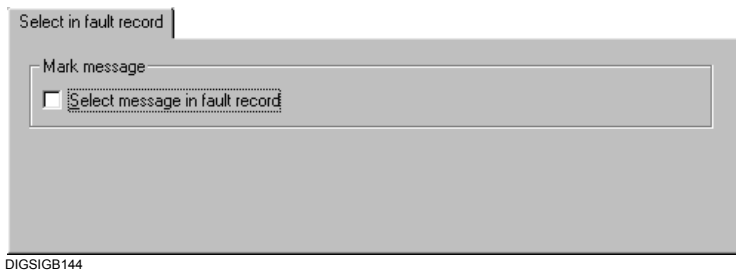 Select in fault record
Mark message
Select message in fault record
DIGSIGB144